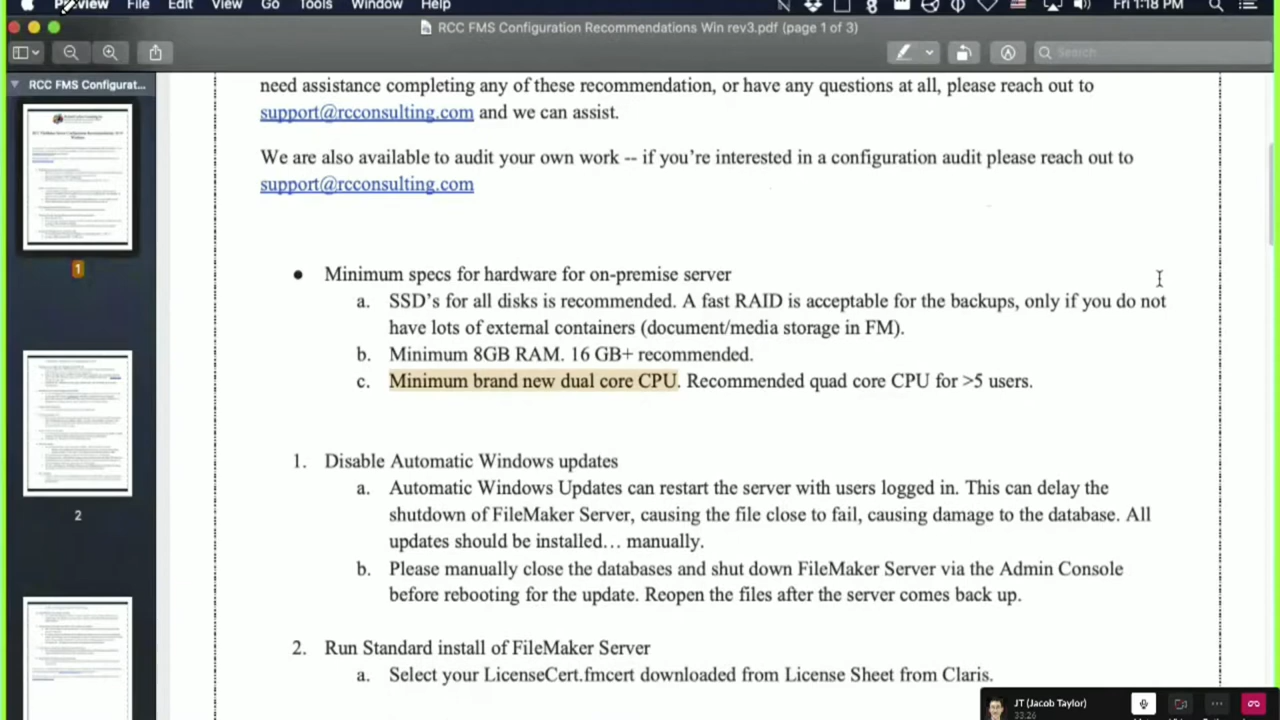 Preview File Edit View Go Tools Window Help Fri 1:18 PM
RCC FMS Configuration Recommendations Win rev3.pdf (page 1 of 3)
Search
RCC FMS Configurat...
1
2
need assistance completing any of these recommendation, or have any questions at all, please reach out to
support@rcconsulting.com and we can assist.
We are also available to audit your own work -- if you're interested in a configuration audit please reach out to
support@rcconsulting.com
• Minimum specs for hardware for on-premise server
a. SSD's for all disks is recommended. A fast RAID is acceptable for the backups, only if you do not
have lots of external containers (document/media storage in FM).
b. Minimum 8GB RAM. 16 GB+ recommended.
c. Minimum brand new dual core CPU. Recommended quad core CPU for >5 users.
1. Disable Automatic Windows updates
a. Automatic Windows Updates can restart the server with users logged in. This can delay the
shutdown of FileMaker Server, causing the file close to fail, causing damage to the database. All
updates should be installed… manually.
b. Please manually close the databases and shut down FileMaker Server via the Admin Console
before rebooting for the update. Reopen the files after the server comes back up.
2. Run Standard install of FileMaker Server
a. Select your LicenseCert.fmcert downloaded from License Sheet from Claris.
JT (Jacob Taylor)
33:26